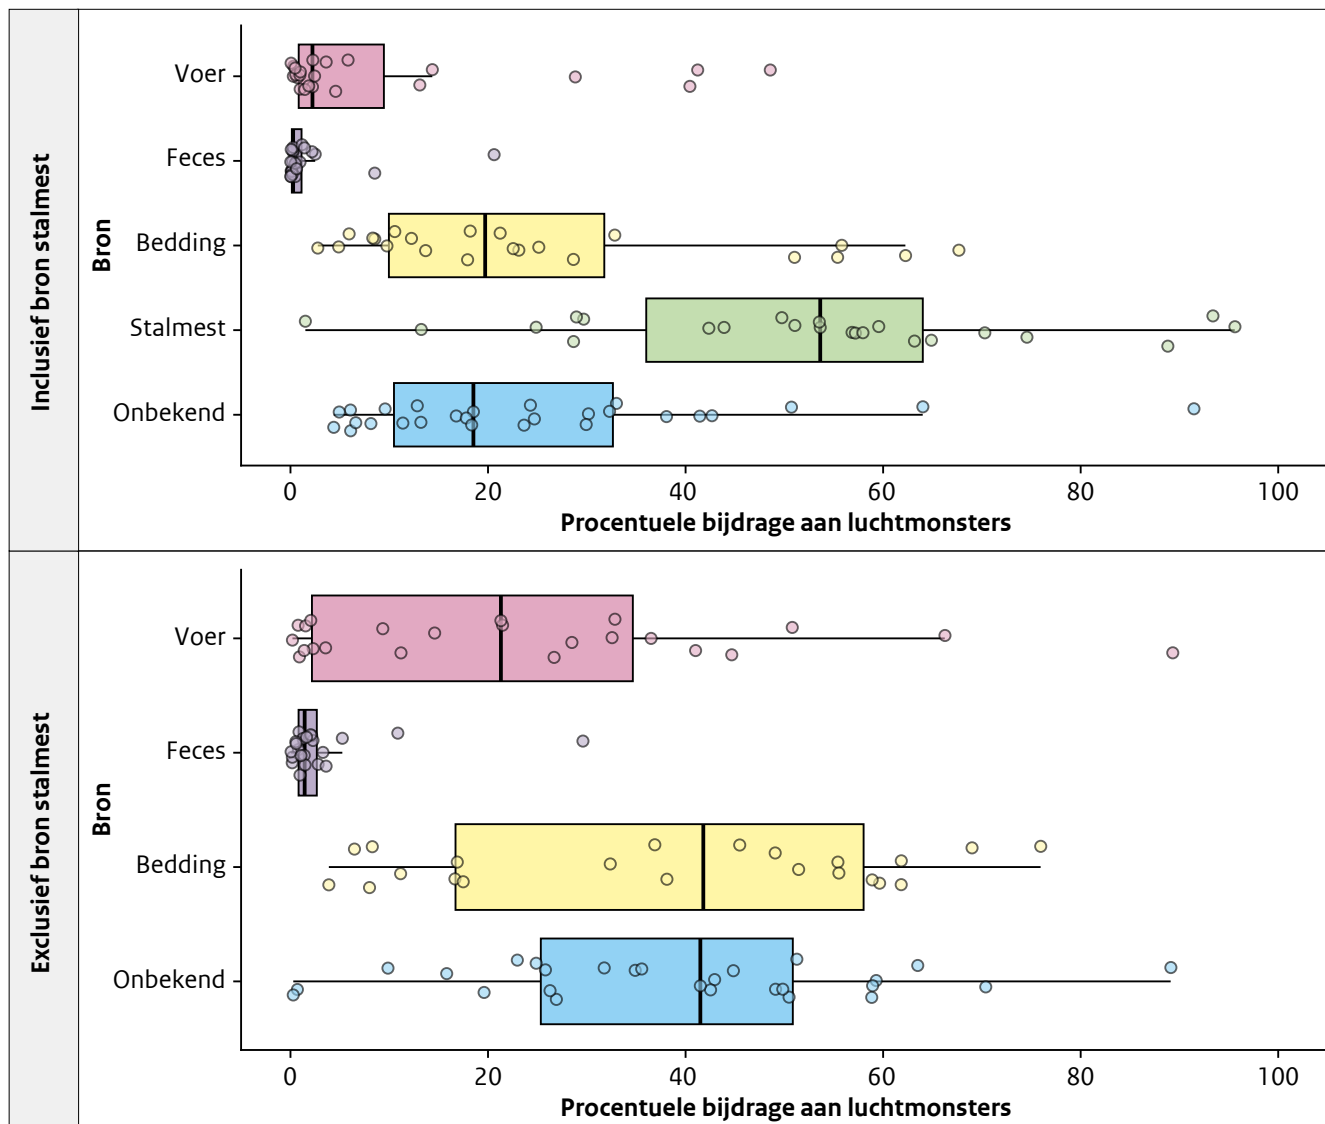 Inclusief bron stalmest
Bron
Voer
Feces
Bedding
Stalmest
Onbekend
0 20 40 60 80 100
Procentuele bijdrage aan luchtmonsters
Exclusief bron stalmest
Bron
Voer
Feces
Bedding
Onbekend
0 20 40 60 80 100
Procentuele bijdrage aan luchtmonsters